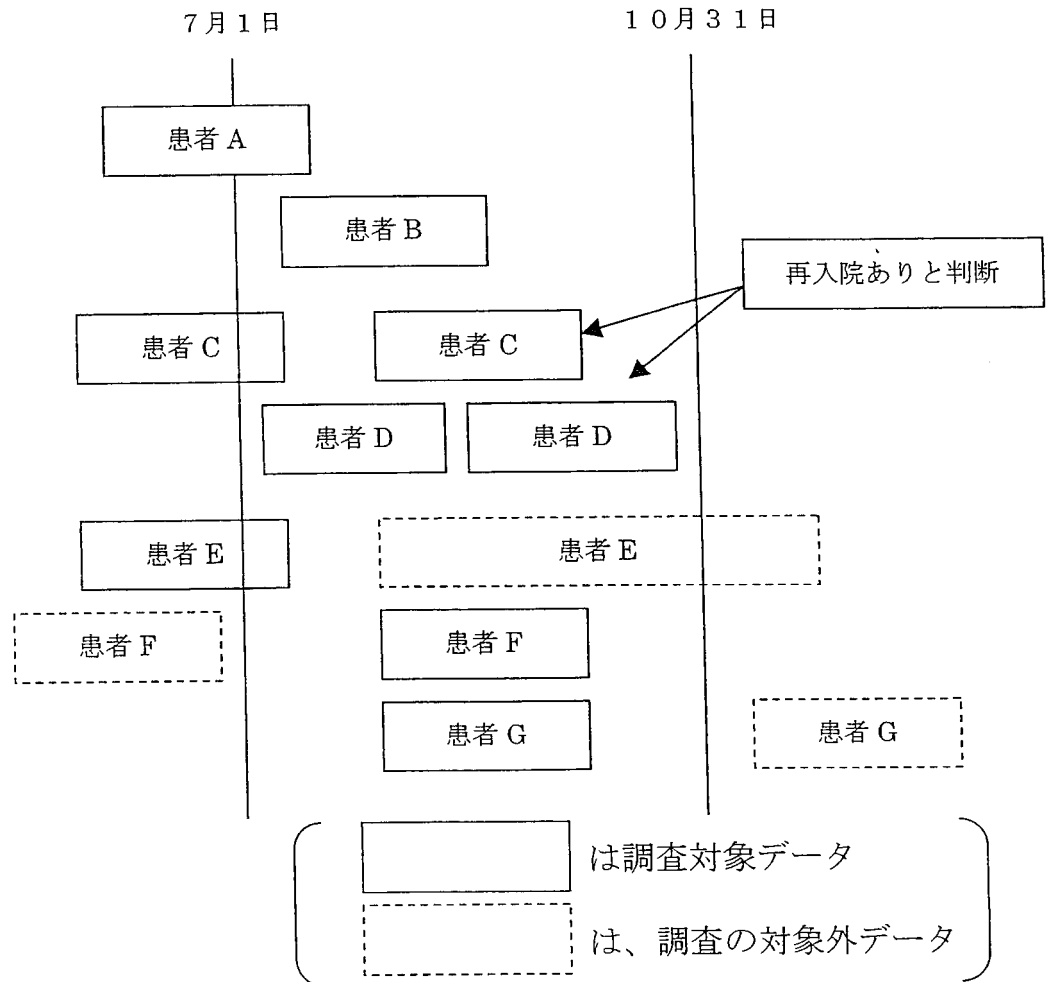 7月1日
10月31日
患者A
患者B
再入院ありと判断
患者C
患者C
患者D
患者D
患者E
患者E
患者F
患者F
患者G
患者G
は調査対象データ
は、調査の対象外データ